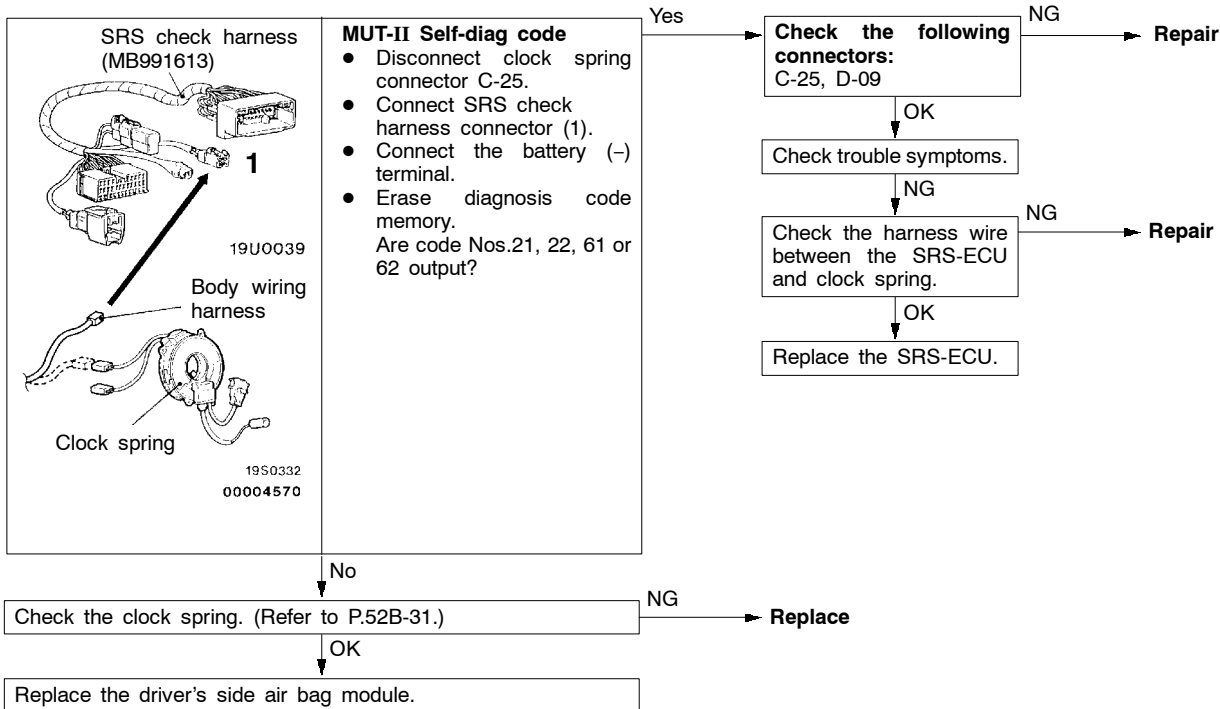 SRS check harness
(MB991613)
1
19U0039
Body wiring
harness
Clock spring
19S0332
00004570
MUT-II Self-diag code
● Disconnect clock spring
connector C-25.
● Connect SRS check
harness connector (1).
● Connect the battery (−)
terminal.
● Erase diagnosis code
memory.
Are code Nos.21, 22, 61 or
62 output?
Yes
Check the following
connectors:
C-25, D-09
NG
Repair
OK
Check trouble symptoms.
NG
Check the harness wire
between the SRS-ECU
and clock spring.
NG
Repair
OK
Replace the SRS-ECU.
No
Check the clock spring. (Refer to P.52B-31.)
NG
Replace
OK
Replace the driver's side air bag module.